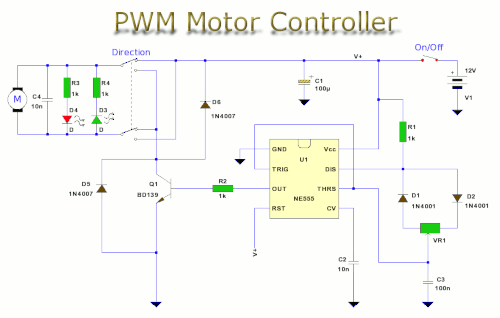 PWM Motor Controller
Direction
On/Off
V+
12V
V1
C4
10n
R3
1k
R4
1k
M
D4
D
D3
D
D6
1N4007
C1
100µ
R1
1k
GND
Vcc
U1
TRIG
DIS
OUT
THRS
RST
CV
NE555
D5
1N4007
Q1
BD139
R2
1k
D1
1N4001
D2
1N4001
VR1
V+
C2
10n
C3
100n